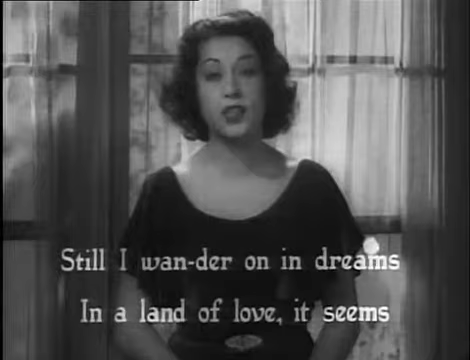 Still I wan-der on in dreams
In a land of love, it seems